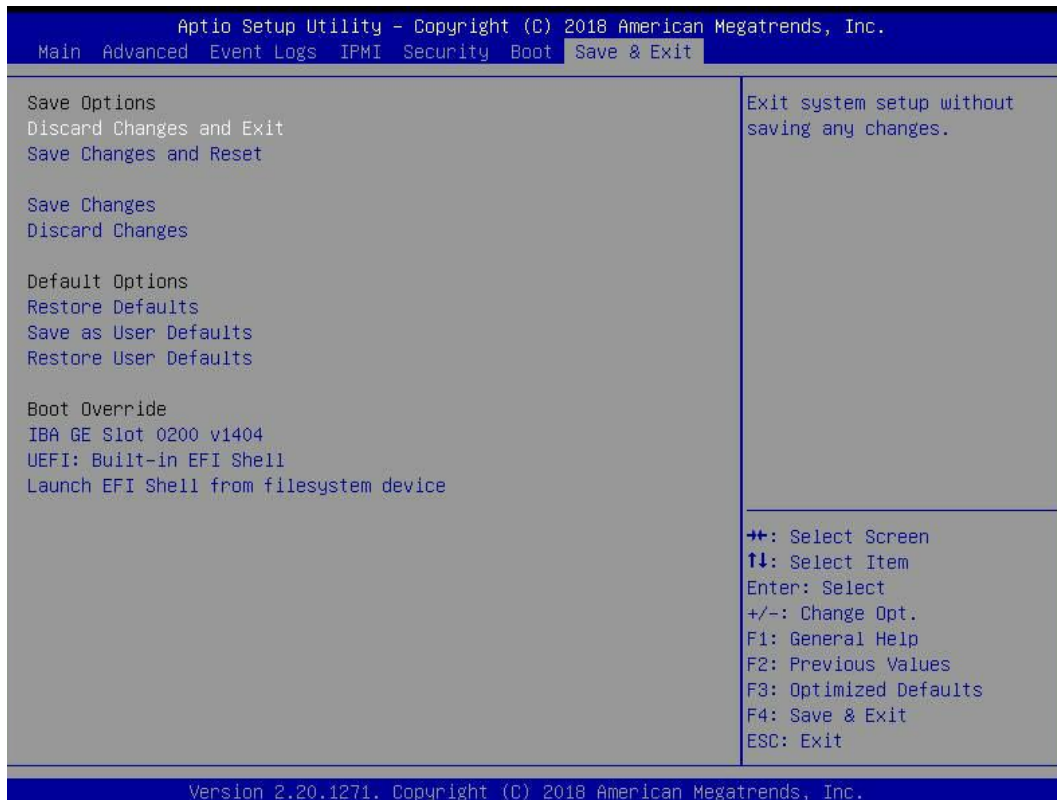 Aptio Setup Utility – Copyright (C) 2018 American Megatrends, Inc.
Main Advanced Event Logs IPMI Security Boot Save & Exit
Save Options
Discard Changes and Exit
Save Changes and Reset
Save Changes
Discard Changes
Default Options
Restore Defaults
Save as User Defaults
Restore User Defaults
Boot Override
IBA GE Slot 0200 v1404
UEFI: Built-in EFI Shell
Launch EFI Shell from filesystem device
Exit system setup without
saving any changes.
→←: Select Screen
↑↓: Select Item
Enter: Select
+/-: Change Opt.
F1: General Help
F2: Previous Values
F3: Optimized Defaults
F4: Save & Exit
ESC: Exit
Version 2.20.1271. Copyright (C) 2018 American Megatrends, Inc.